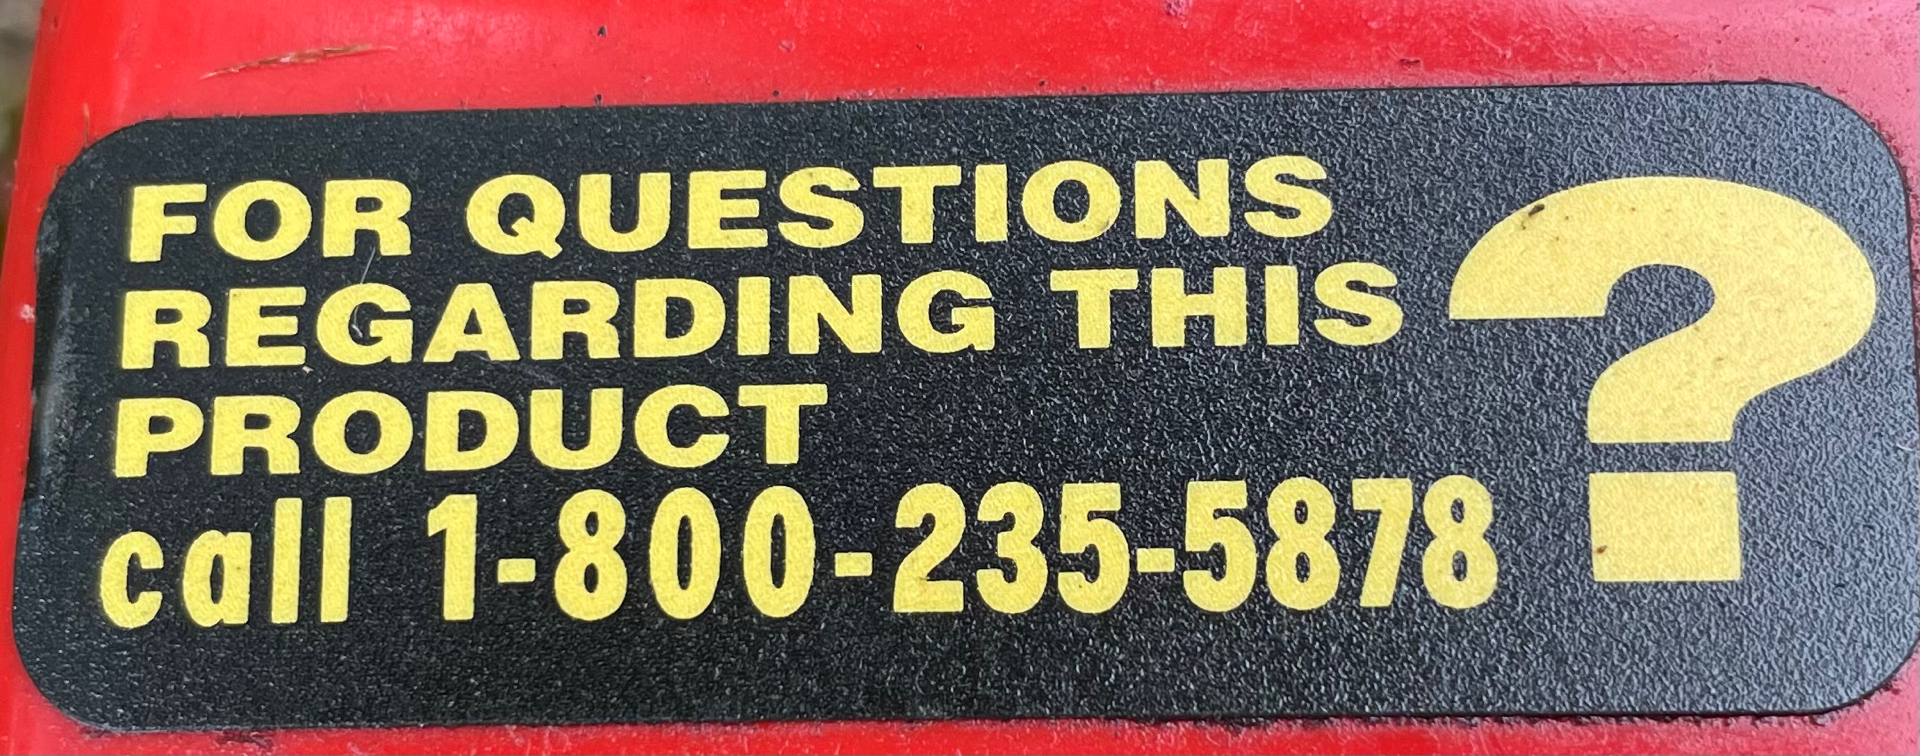 FOR QUESTIONS
REGARDING THIS
PRODUCT
call 1-800-235-5878
?